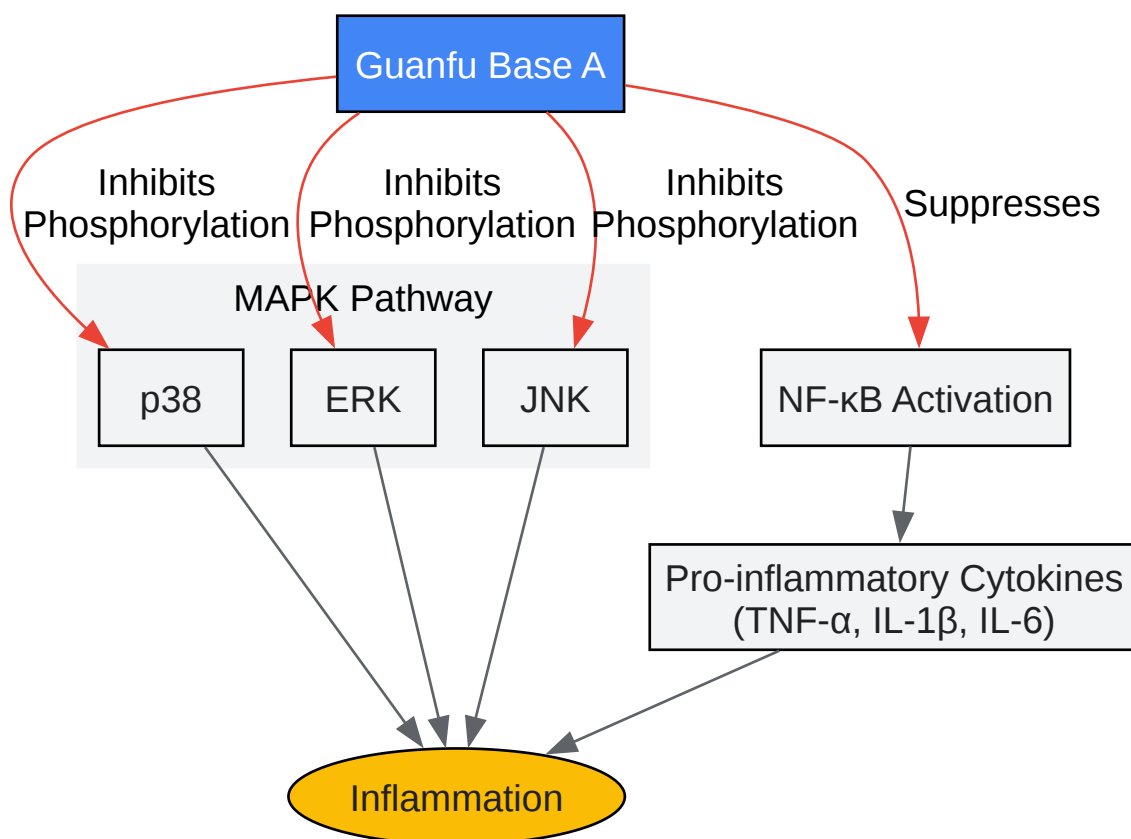 Guanfu Base A
Inhibits
Phosphorylation
Inhibits
Phosphorylation
Inhibits
Phosphorylation
Suppresses
MAPK Pathway
p38
ERK
JNK
NF-κB Activation
Pro-inflammatory Cytokines
(TNF-α, IL-1β, IL-6)
Inflammation